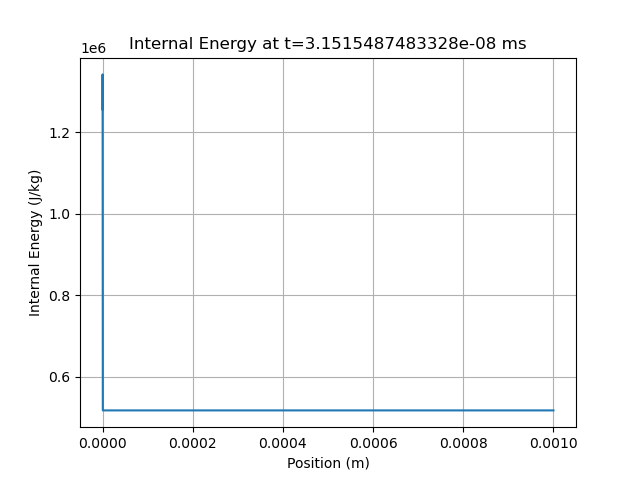 Internal Energy at t=3.1515487483328e-08 ms
1e6
1.2
1.0
0.8
0.6
Internal Energy (J/kg)
0.0000 0.0002 0.0004 0.0006 0.0008 0.0010
Position (m)